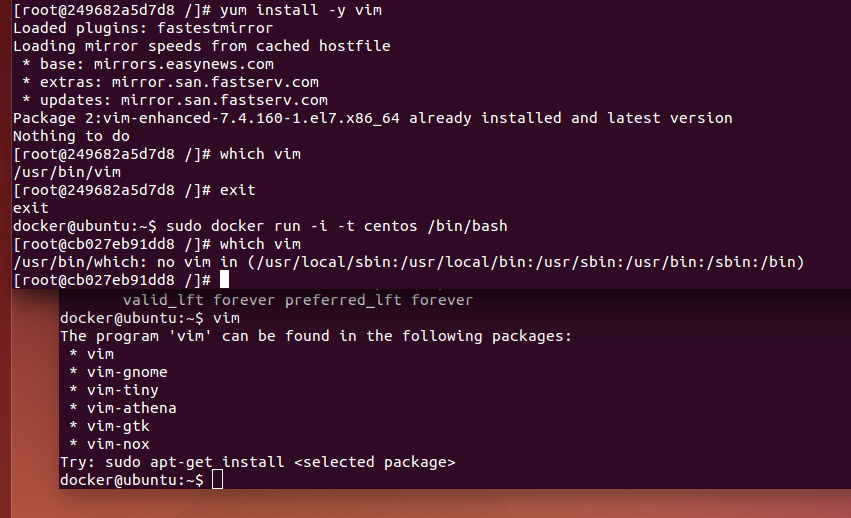 [root@249682a5d7d8 /]# yum install -y vim
Loaded plugins: fastestmirror
Loading mirror speeds from cached hostfile
 * base: mirrors.easynews.com
 * extras: mirror.san.fastserv.com
 * updates: mirror.san.fastserv.com
Package 2:vim-enhanced-7.4.160-1.el7.x86_64 already installed and latest version
Nothing to do
[root@249682a5d7d8 /]# which vim
/usr/bin/vim
[root@249682a5d7d8 /]# exit
exit
docker@ubuntu:~$ sudo docker run -i -t centos /bin/bash
[root@cb027eb91dd8 /]# which vim
/usr/bin/which: no vim in (/usr/local/sbin:/usr/local/bin:/usr/sbin:/usr/bin:/sbin:/bin)
[root@cb027eb91dd8 /]#
valid_lft forever preferred_lft forever
docker@ubuntu:~$ vim
The program 'vim' can be found in the following packages:
 * vim
 * vim-gnome
 * vim-tiny
 * vim-athena
 * vim-gtk
 * vim-nox
Try: sudo apt-get install <selected package>
docker@ubuntu:~$